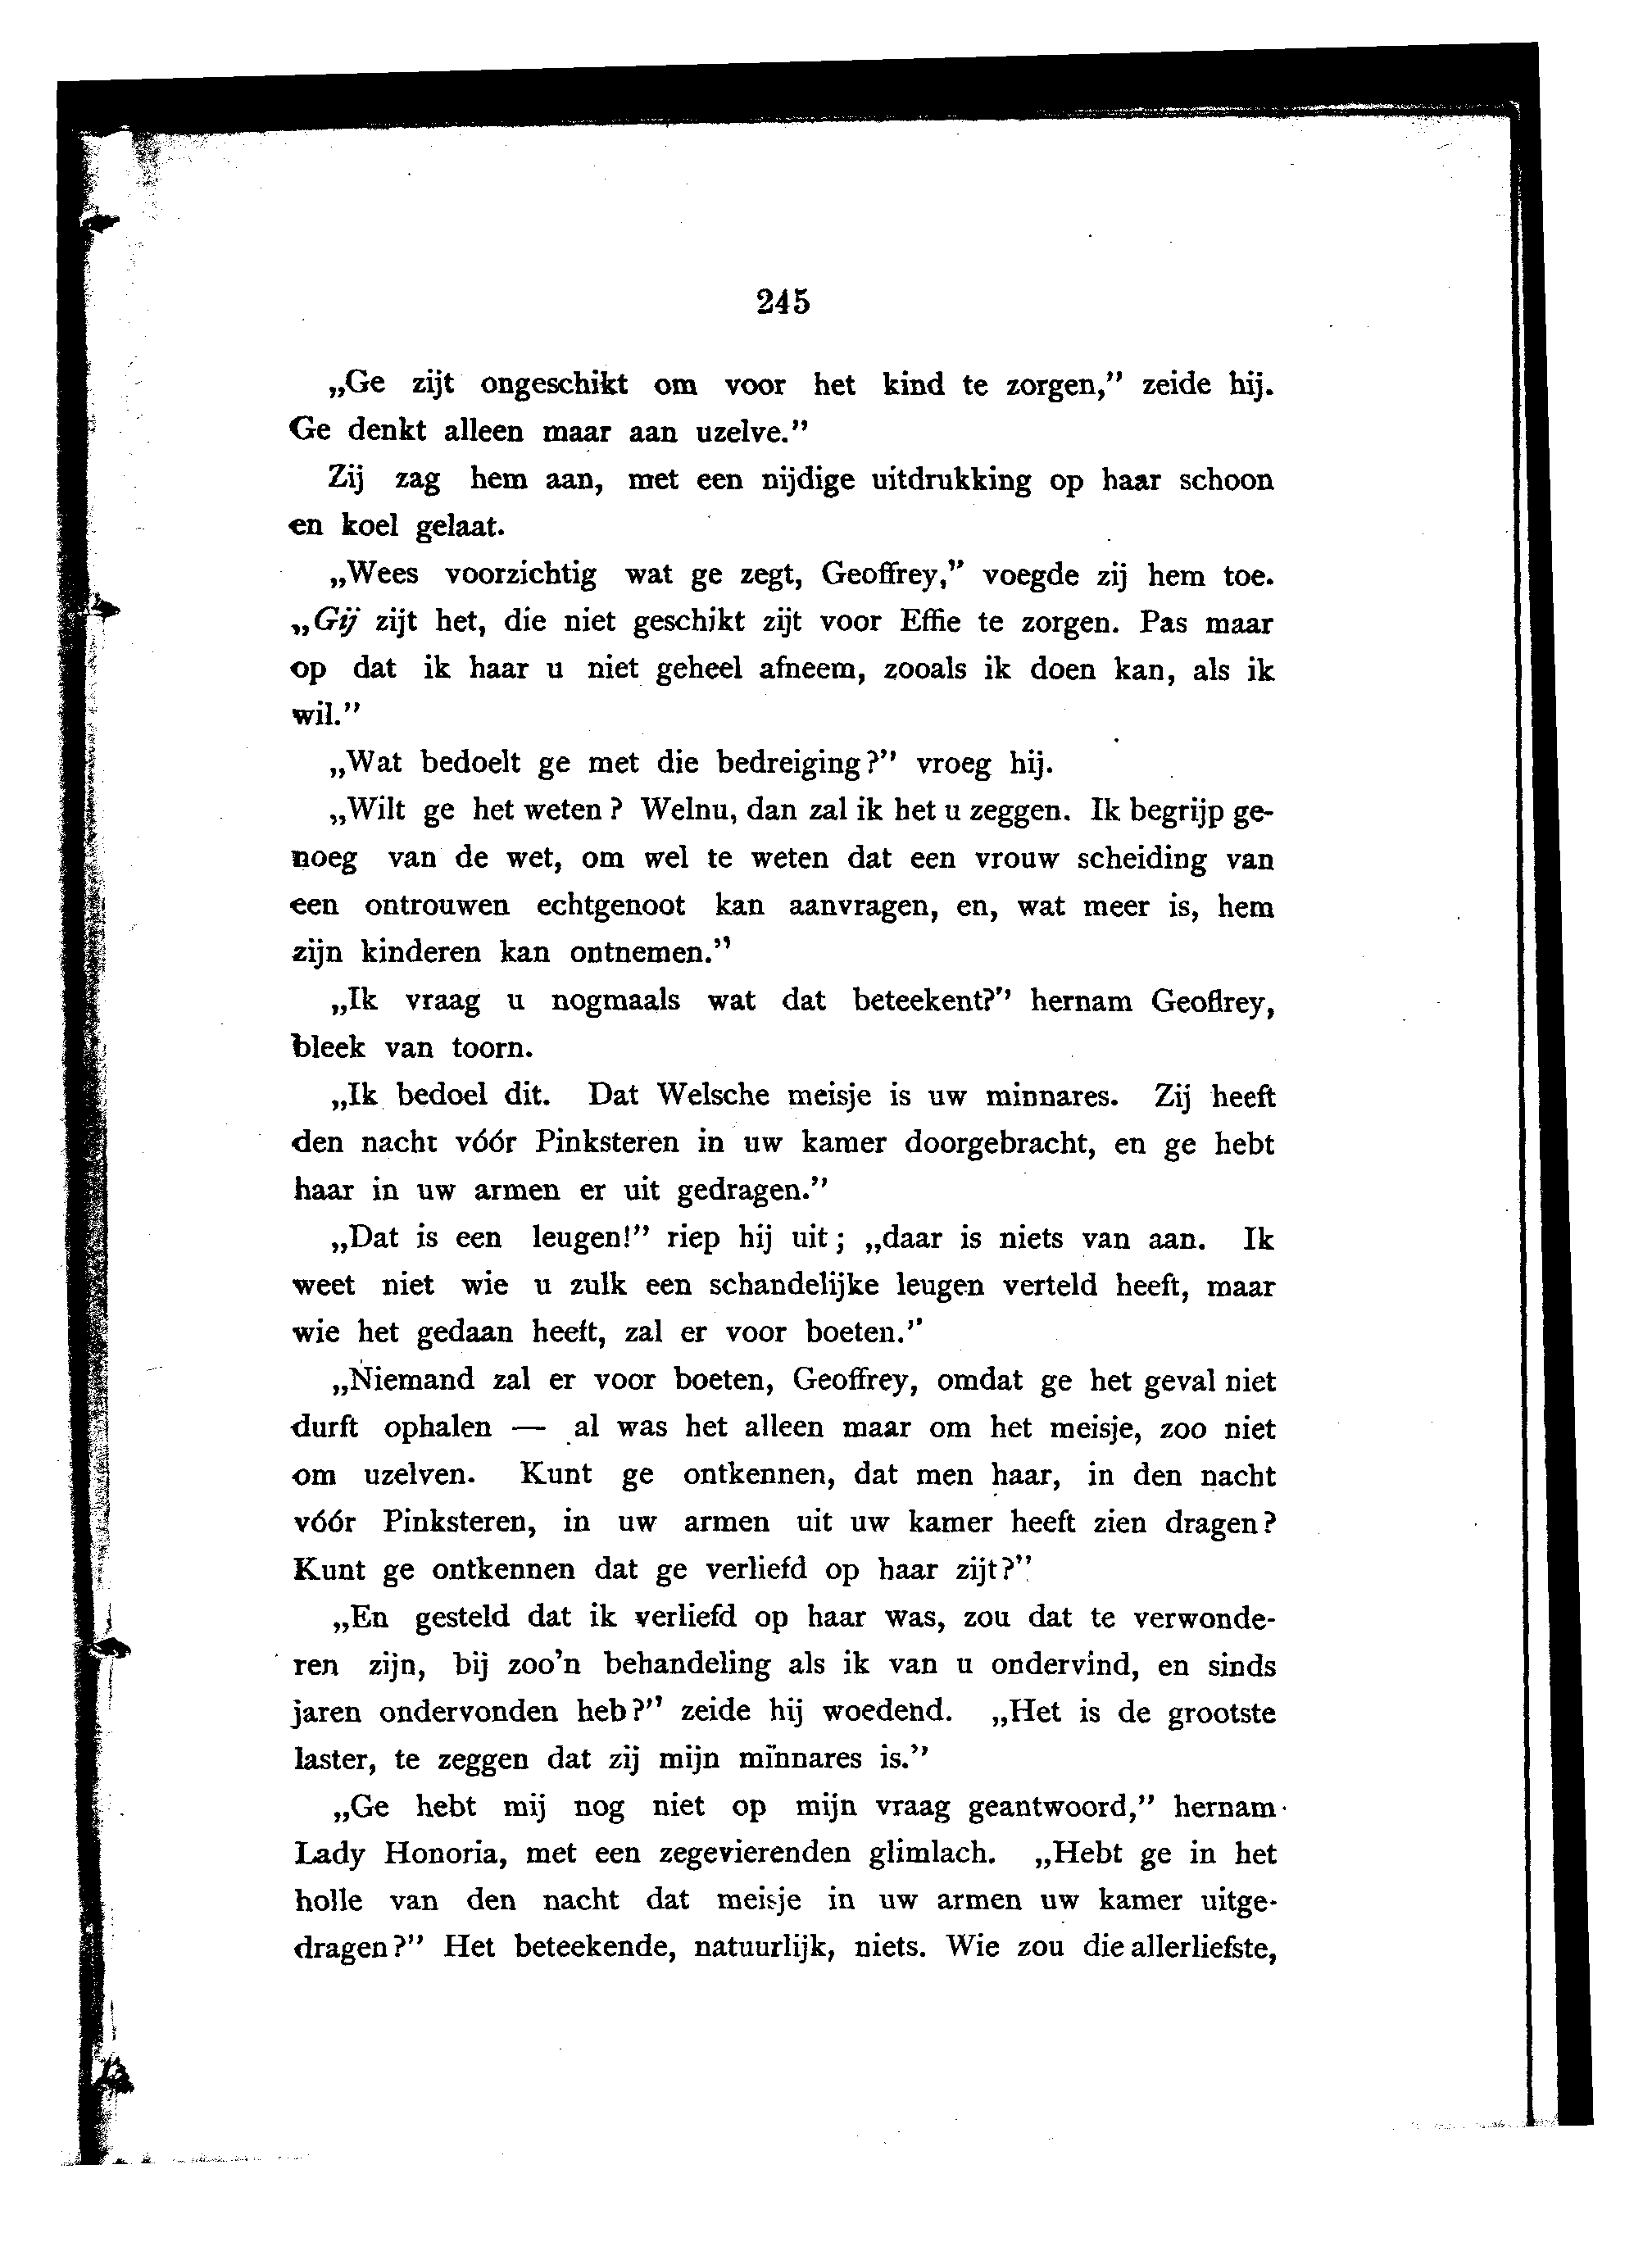 245
„Ge zijt ongeschikt om voor het kind te zorgen,” zeide hij.
Ge denkt alleen maar aan uzelve.”
Zij zag hem aan, met een nijdige uitdrukking op haar schoon
en koel gelaat.
„Wees voorzichtig wat ge zegt, Geoffrey,” voegde zij hem toe.
„Gij zijt het, die niet geschikt zijt voor Effie te zorgen. Pas maar
op dat ik haar u niet geheel afneem, zooals ik doen kan, als ik
wil.”
„Wat bedoelt ge met die bedreiging?” vroeg hij.
„Wilt ge het weten? Welnu, dan zal ik het u zeggen. Ik begrijp ge-
noeg van de wet, om wel te weten dat een vrouw scheiding van
een ontrouwen echtgenoot kan aanvragen, en, wat meer is, hem
zijn kinderen kan ontnemen.”
„Ik vraag u nogmaals wat dat beteekent?” hernam Geoffrey,
bleek van toorn.
„Ik bedoel dit. Dat Welsche meisje is uw minnares. Zij heeft
den nacht vóór Pinksteren in uw kamer doorgebracht, en ge hebt
haar in uw armen er uit gedragen.”
„Dat is een leugen!” riep hij uit; „daar is niets van aan. Ik
weet niet wie u zulk een schandelijke leugen verteld heeft, maar
wie het gedaan heeft, zal er voor boeten.”
„Niemand zal er voor boeten, Geoffrey, omdat ge het geval niet
durft ophalen — al was het alleen maar om het meisje, zoo niet
om uzelven. Kunt ge ontkennen, dat men haar, in den nacht
vóór Pinksteren, in uw armen uit uw kamer heeft zien dragen?
Kunt ge ontkennen dat ge verliefd op haar zijt?”
„En gesteld dat ik verliefd op haar was, zou dat te verwonde-
ren zijn, bij zoo'n behandeling als ik van u ondervind, en sinds
jaren ondervonden heb?” zeide hij woedend. „Het is de grootste
laster, te zeggen dat zij mijn minnares is.”
„Ge hebt mij nog niet op mijn vraag geantwoord,” hernam
Lady Honoria, met een zegevierenden glimlach. „Hebt ge in het
holle van den nacht dat meisje in uw armen uw kamer uitge-
dragen?” Het beteekende, natuurlijk, niets. Wie zou die allerliefste,